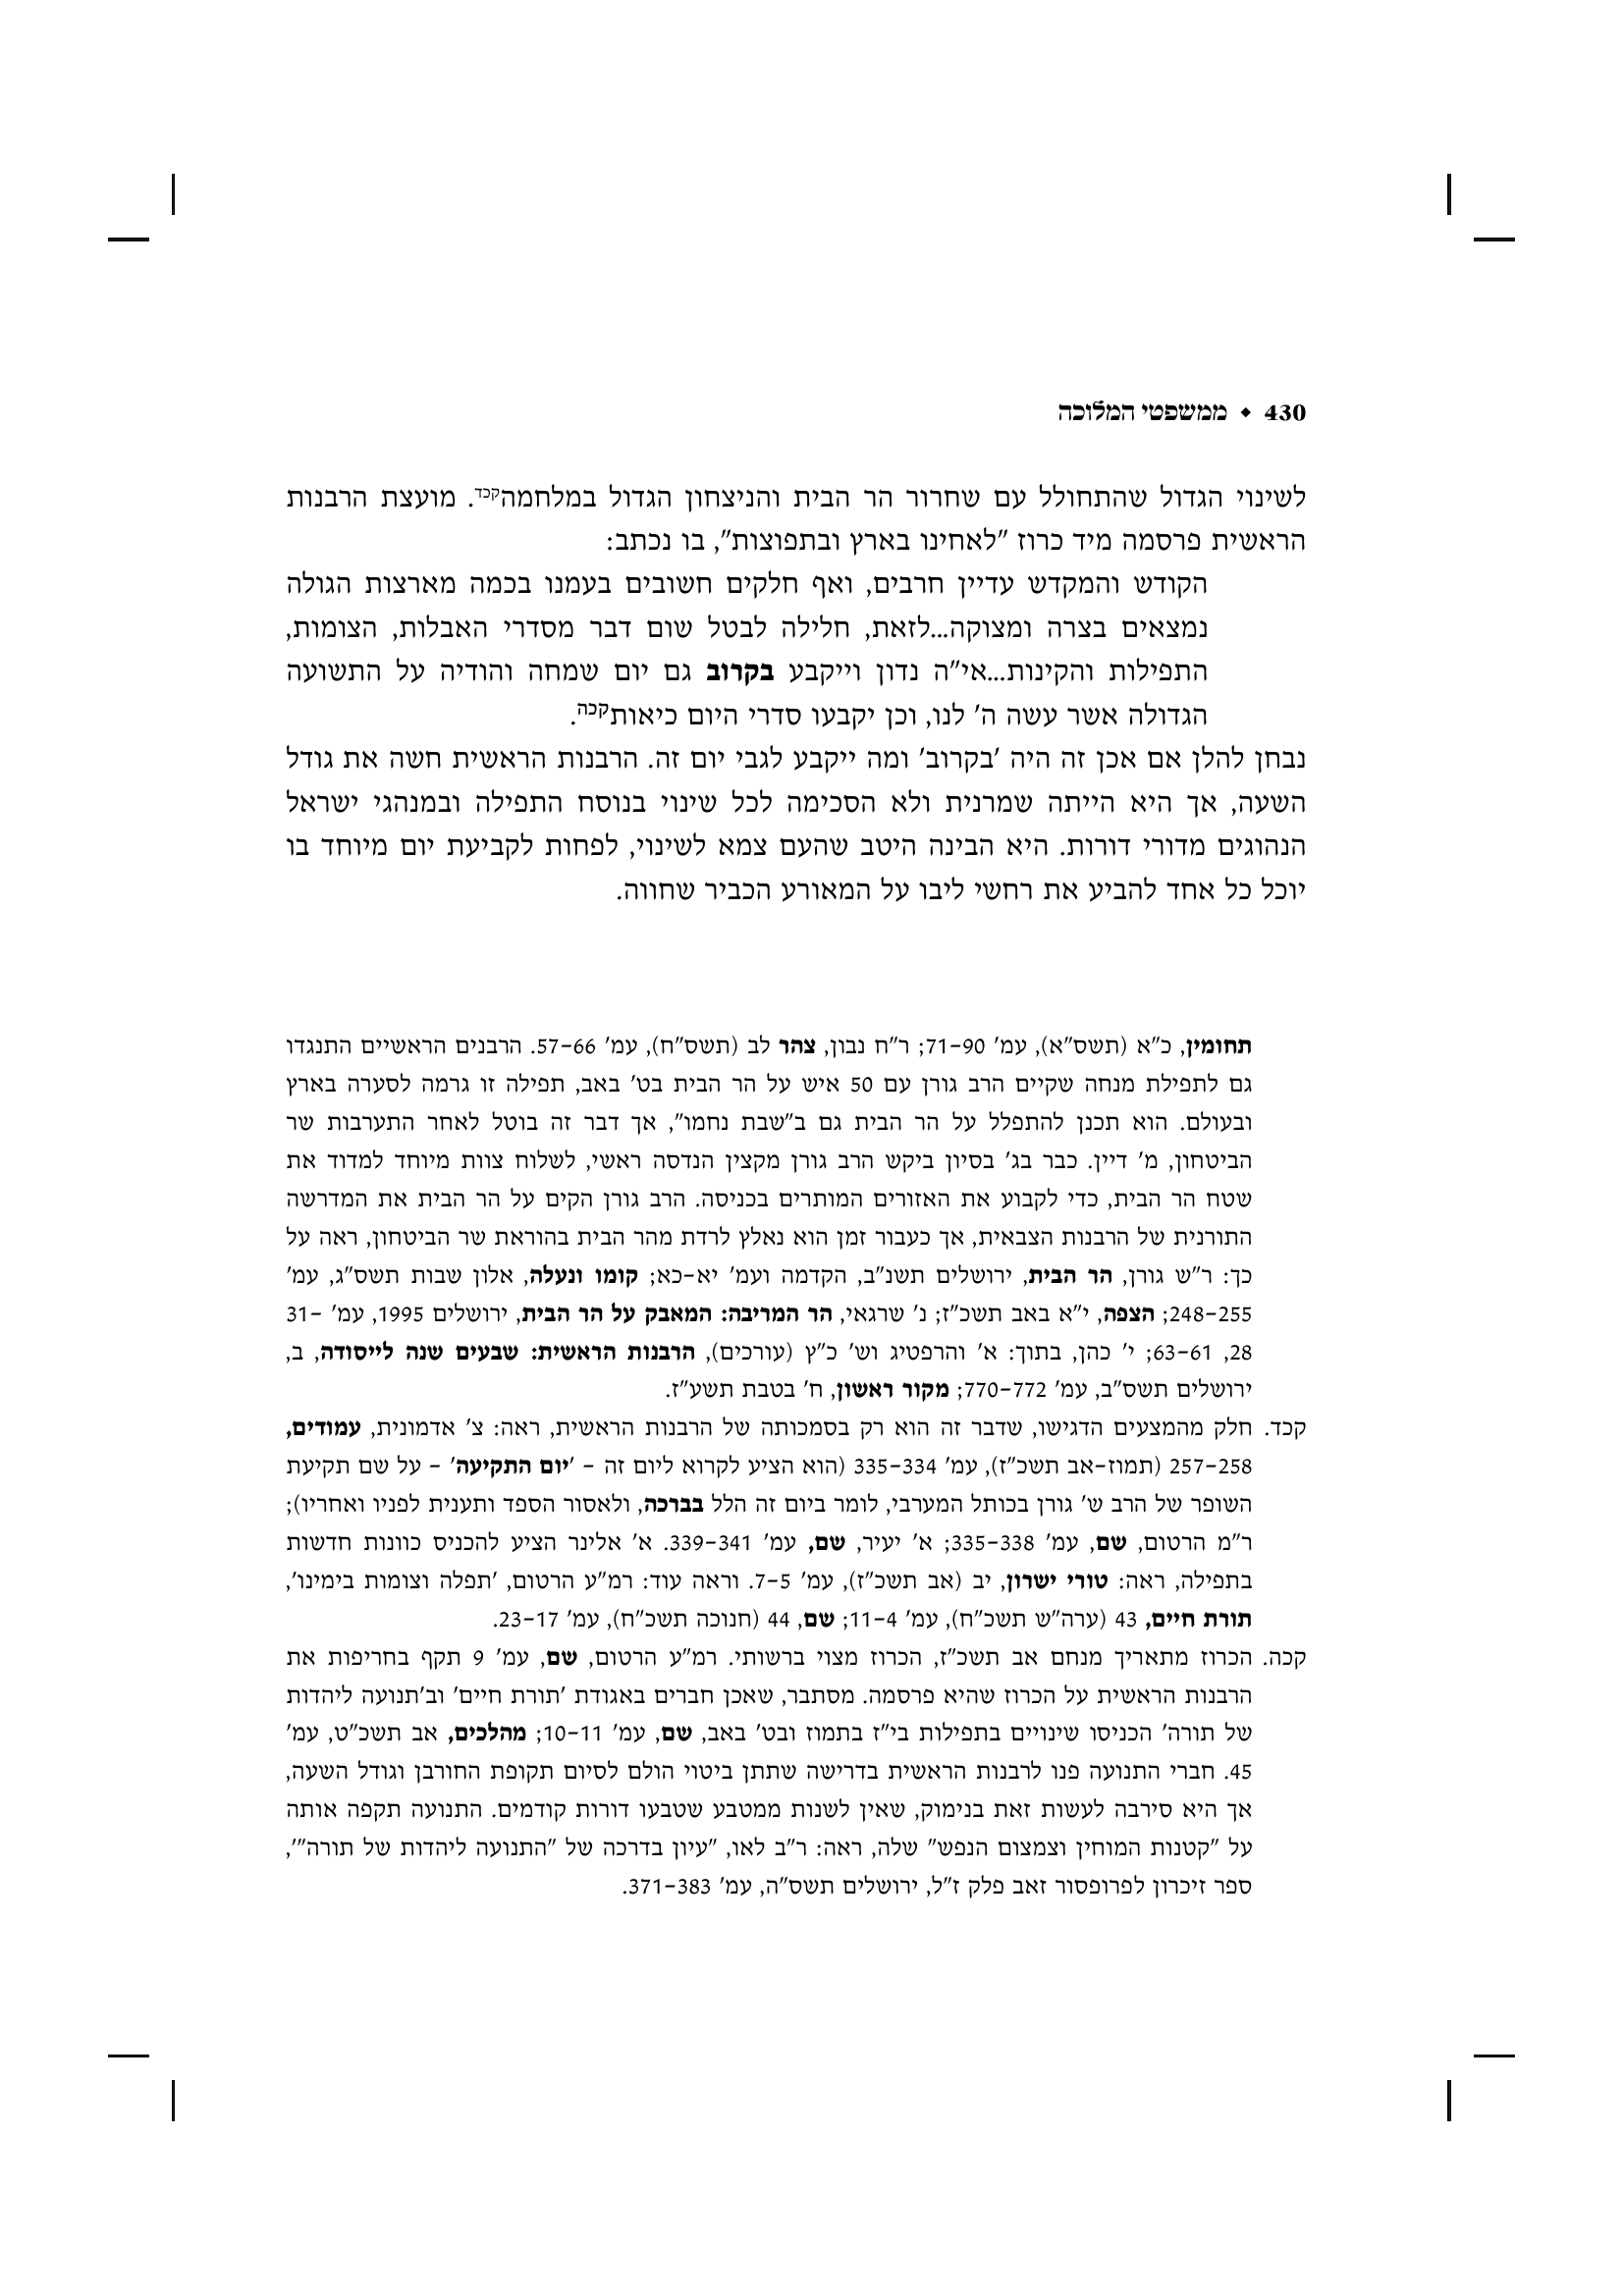 430 ◆ ממשפטי המלוכה
לשינוי הגדול שהתחולל עם שחרור הר הבית והניצחון הגדול במלחמהקכד. מועצת הרבנות
הראשית פרסמה מיד כרוז "לאחינו בארץ ובתפוצות", בו נכתב:
הקודש והמקדש עדיין חרבים, ואף חלקים חשובים בעמנו בכמה מארצות הגולה
נמצאים בצרה ומצוקה...לזאת, חלילה לבטל שום דבר מסדרי האבלות, הצומות,
התפילות והקינות...אי"ה נדון וייקבע בקרוב גם יום שמחה והודיה על התשועה
הגדולה אשר עשה ה' לנו, וכן יקבעו סדרי היום כיאותקכה.
נבחן להלן אם אכן זה היה 'בקרוב' ומה ייקבע לגבי יום זה. הרבנות הראשית חשה את גודל
השעה, אך היא הייתה שמרנית ולא הסכימה לכל שינוי בנוסח התפילה ובמנהגי ישראל
הנהוגים מדורי דורות. היא הבינה היטב שהעם צמא לשינוי, לפחות לקביעת יום מיוחד בו
יוכל כל אחד להביע את רחשי ליבו על המאורע הכביר שחווה.
תחומין, כ"א (תשס"א), עמ' 71–90; ר"ח נבון, צהר לב (תשס"ח), עמ' 57–66. הרבנים הראשיים התנגדו
גם לתפילת מנחה שקיים הרב גורן עם 50 איש על הר הבית בט' באב, תפילה זו גרמה לסערה בארץ
ובעולם. הוא תכנן להתפלל על הר הבית גם ב"שבת נחמו", אך דבר זה בוטל לאחר התערבות שר
הביטחון, מ' דיין. כבר בג' בסיון ביקש הרב גורן מקצין הנדסה ראשי, לשלוח צוות מיוחד למדוד את
שטח הר הבית, כדי לקבוע את האזורים המותרים בכניסה. הרב גורן הקים על הר הבית את המדרשה
התורנית של הרבנות הצבאית, אך כעבור זמן הוא נאלץ לרדת מהר הבית בהוראת שר הביטחון, ראה על
כך: ר"ש גורן, הר הבית, ירושלים תשנ"ב, הקדמה ועמ' יא–כא; קומו ונעלה, אלון שבות תשס"ג, עמ'
248–255; הצפה, י"א באב תשכ"ז; נ' שרגאי, הר המריבה: המאבק על הר הבית, ירושלים 1995, עמ' 31–
28, 61–63; י' כהן, בתוך: א' והרפטיג וש' כ"ץ (עורכים), הרבנות הראשית: שבעים שנה לייסודה, ב,
ירושלים תשס"ב, עמ' 770–772; מקור ראשון, ח' בטבת תשע"ז.
קכד. חלק מהמצעים הדגישו, שדבר זה הוא רק בסמכותה של הרבנות הראשית, ראה: צ' אדמונית, עמודים,
257–258 (תמוז–אב תשכ"ז), עמ' 334–335 (הוא הציע לקרוא ליום זה – 'יום התקיעה' – על שם תקיעת
השופר של הרב ש' גורן בכותל המערבי, לומר ביום זה הלל בברכה, ולאסור הספד ותענית לפניו ואחריו);
ר"מ הרטום, שם, עמ' 335–338; א' יעיר, שם, עמ' 339–341. א' אלינר הציע להכניס כוונות חדשות
בתפילה, ראה: טורי ישרון, יב (אב תשכ"ז), עמ' 5–7. וראה עוד: רמ"ע הרטום, 'תפלה וצומות בימינו',
תורת חיים, 43 (ערה"ש תשכ"ח), עמ' 4–11; שם, 44 (חנוכה תשכ"ח), עמ' 17–23.
קכה. הכרוז מתאריך מנחם אב תשכ"ז, הכרוז מצוי ברשותי. רמ"ע הרטום, שם, עמ' 9 תקף בחריפות את
הרבנות הראשית על הכרוז שהיא פרסמה. מסתבר, שאכן חברים באגודת 'תורת חיים' וב'תנועה ליהדות
של תורה' הכניסו שינויים בתפילות בי"ז בתמוז ובט' באב, שם, עמ' 10–11; מהלכים, אב תשכ"ט, עמ'
45. חברי התנועה פנו לרבנות הראשית בדרישה שתתן ביטוי הולם לסיום תקופת החורבן וגודל השעה,
אך היא סירבה לעשות זאת בנימוק, שאין לשנות ממטבע שטבעו דורות קודמים. התנועה תקפה אותה
על "קטנות המוחין וצמצום הנפש" שלה, ראה: ר"ב לאו, "עיון בדרכה של "התנועה ליהדות של תורה"',
ספר זיכרון לפרופסור זאב פלק ז"ל, ירושלים תשס"ה, עמ' 371–383.